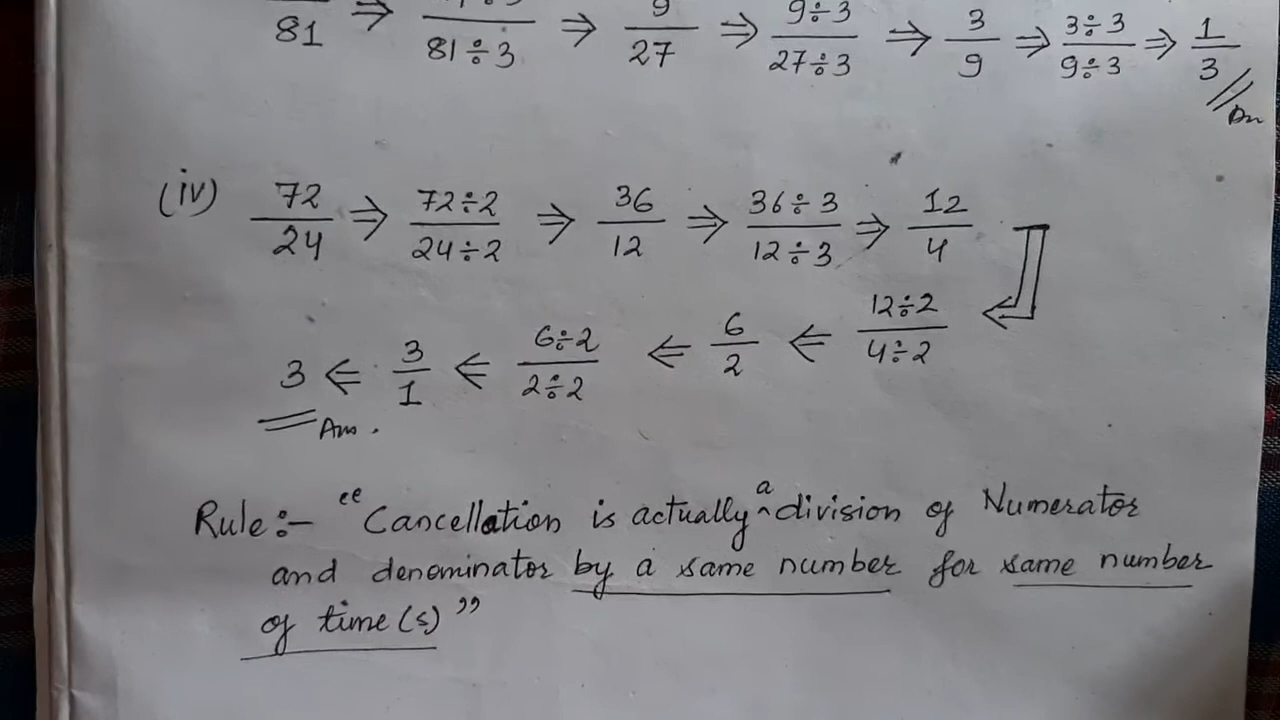 81 ⇒ 81÷3 ⇒ 9/27 ⇒ 9÷3/27÷3 ⇒ 3/9 ⇒ 3÷3/9÷3 ⇒ 1/3
(iv) 72/24 ⇒ 72÷2/24÷2 ⇒ 36/12 ⇒ 36÷3/12÷3 ⇒ 12/4
3 ⇐ 3/1 ⇐ 6÷2/2÷2 ⇐ 6/2 ⇐ 12÷2/4÷2 ⇐
Ans.
Rule:- "Cancellation is actually a division of Numerator
and denominator by a same number for same number
of time(s)"